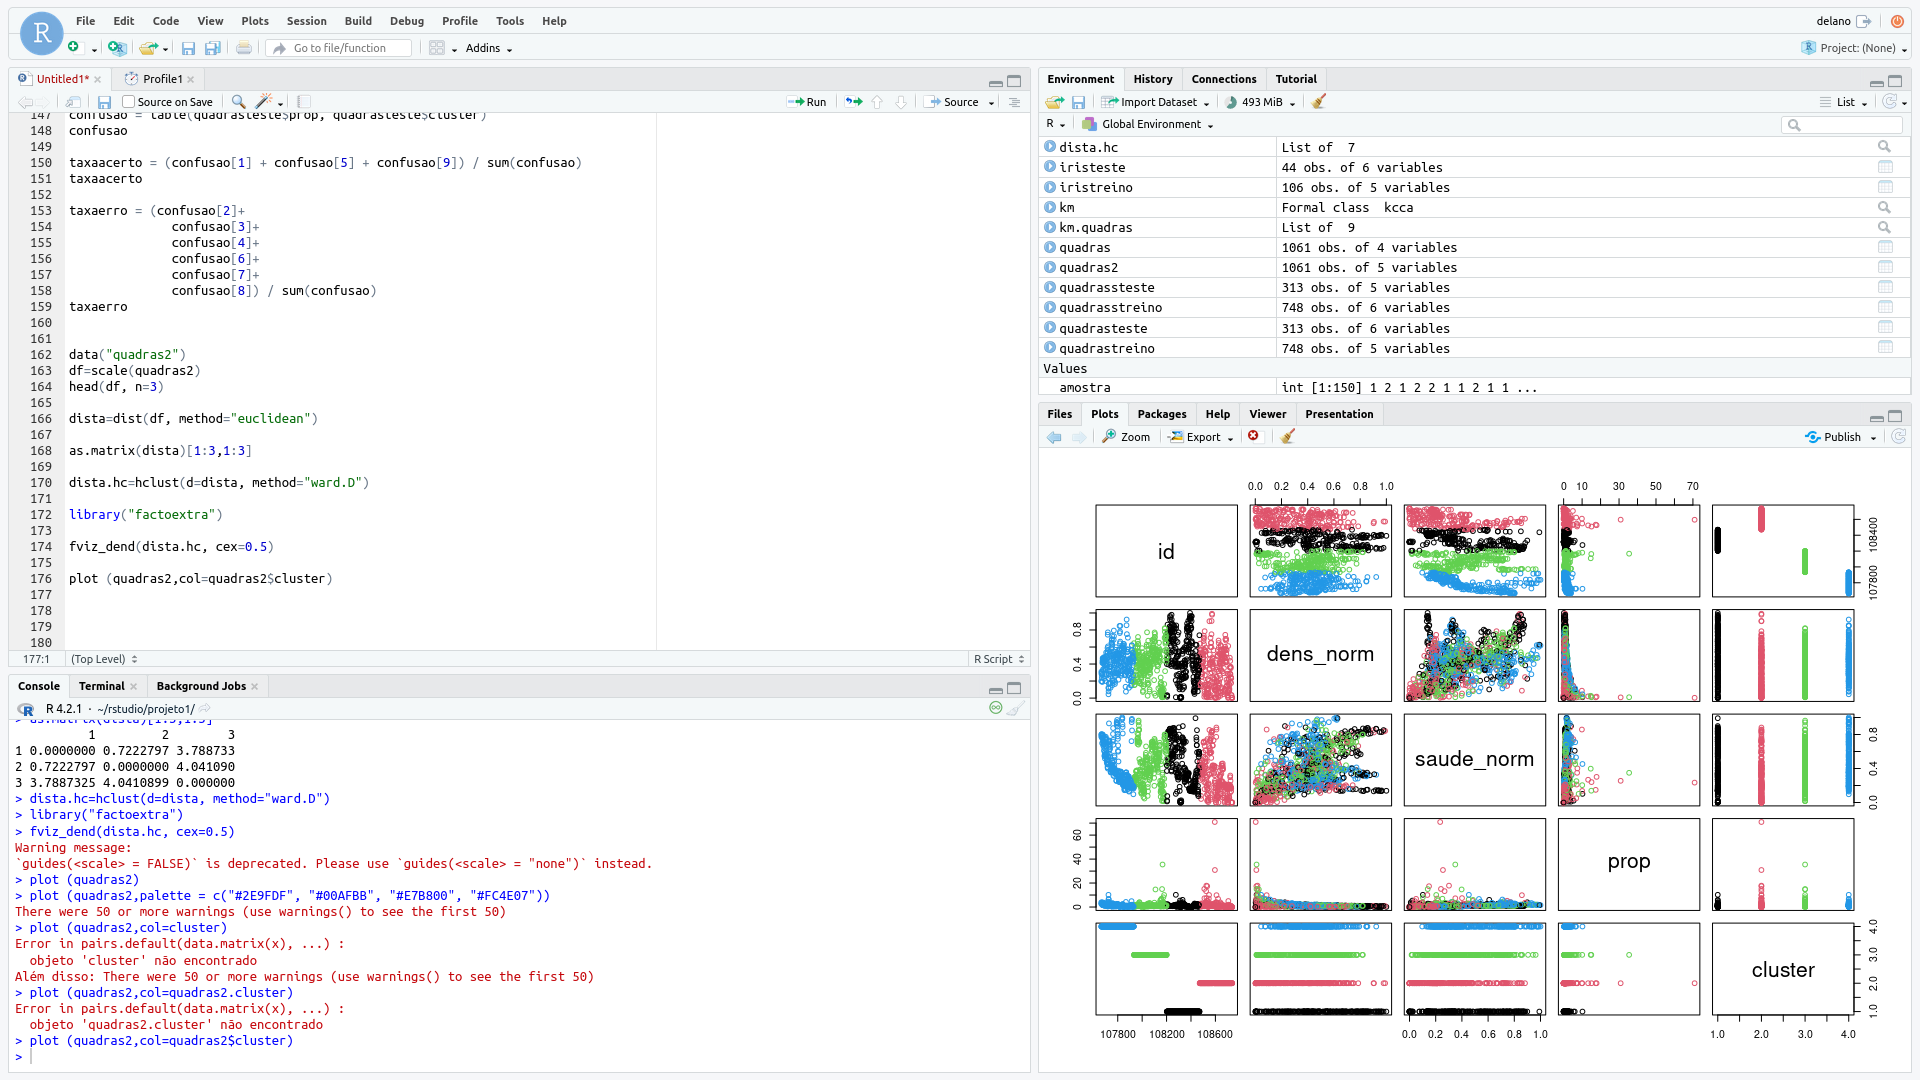 File Edit Code View Plots Session Build Debug Profile Tools Help
delano
R
Go to file/function
Addins
Project: (None)
Untitled1*
Profile1
Source on Save
Run
Source
147 confusao = table(quadrasteste$prop, quadrasteste$cluster)
148 confusao
149
150 taxaacerto = (confusao[1] + confusao[5] + confusao[9]) / sum(confusao)
151 taxaacerto
152
153 taxaerro = (confusao[2]+
154 confusao[3]+
155 confusao[4]+
156 confusao[6]+
157 confusao[7]+
158 confusao[8]) / sum(confusao)
159 taxaerro
160
161
162 data("quadras2")
163 df=scale(quadras2)
164 head(df, n=3)
165
166 dista=dist(df, method="euclidean")
167
168 as.matrix(dista)[1:3,1:3]
169
170 dista.hc=hclust(d=dista, method="ward.D")
171
172 library("factoextra")
173
174 fviz_dend(dista.hc, cex=0.5)
175
176 plot (quadras2,col=quadras2$cluster)
177
178
179
180
177:1 (Top Level) R Script
Console Terminal Background Jobs
R 4.2.1 · ~/rstudio/projeto1/
> as.matrix(dista)[1:3,1:3]
1 2 3
1 0.0000000 0.7222797 3.788733
2 0.7222797 0.0000000 4.041090
3 3.7887325 4.0410899 0.000000
> dista.hc=hclust(d=dista, method="ward.D")
> library("factoextra")
> fviz_dend(dista.hc, cex=0.5)
Warning message:
`guides(<scale> = FALSE)` is deprecated. Please use `guides(<scale> = "none")` instead.
> plot (quadras2)
> plot (quadras2,palette = c("#2E9FDF", "#00AFBB", "#E7B800", "#FC4E07"))
There were 50 or more warnings (use warnings() to see the first 50)
> plot (quadras2,col=cluster)
Error in pairs.default(data.matrix(x), ...) :
objeto 'cluster' não encontrado
Além disso: There were 50 or more warnings (use warnings() to see the first 50)
> plot (quadras2,col=quadras2.cluster)
Error in pairs.default(data.matrix(x), ...) :
objeto 'quadras2.cluster' não encontrado
> plot (quadras2,col=quadras2$cluster)
>
Environment History Connections Tutorial
Import Dataset 493 MiB List
R Global Environment
dista.hc List of 7
iristeste 44 obs. of 6 variables
iristreino 106 obs. of 5 variables
km Formal class kcca
km.quadras List of 9
quadras 1061 obs. of 4 variables
quadras2 1061 obs. of 5 variables
quadrassteste 313 obs. of 6 variables
quadrasstreino 748 obs. of 6 variables
quadrasteste 313 obs. of 6 variables
quadrastreino 748 obs. of 5 variables
Values
amostra int [1:150] 1 2 1 2 2 1 1 2 1 1 ...
Files Plots Packages Help Viewer Presentation
Zoom Export Publish
0.0 0.2 0.4 0.6 0.8 1.0
0 10 30 50 70
id
107800 108400
0.0 0.4 0.8
dens_norm
saude_norm
0.0 0.4 0.8
0 20 40 60
prop
cluster
1.0 2.0 3.0 4.0
107800 108200 108600
0.0 0.2 0.4 0.6 0.8 1.0
1.0 2.0 3.0 4.0